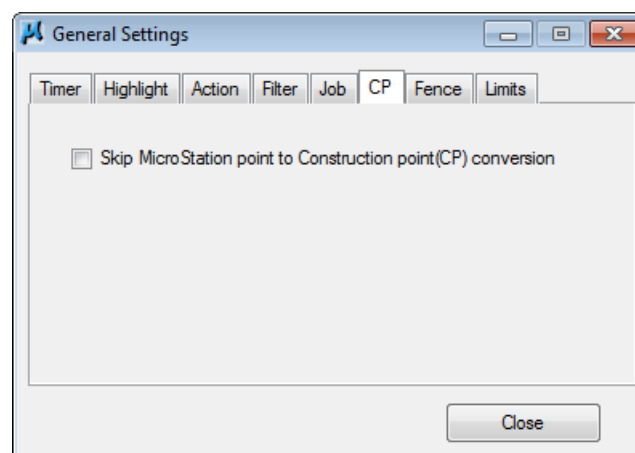 General Settings
Timer Highlight Action Filter Job CP Fence Limits
Skip MicroStation point to Construction point(CP) conversion
Close